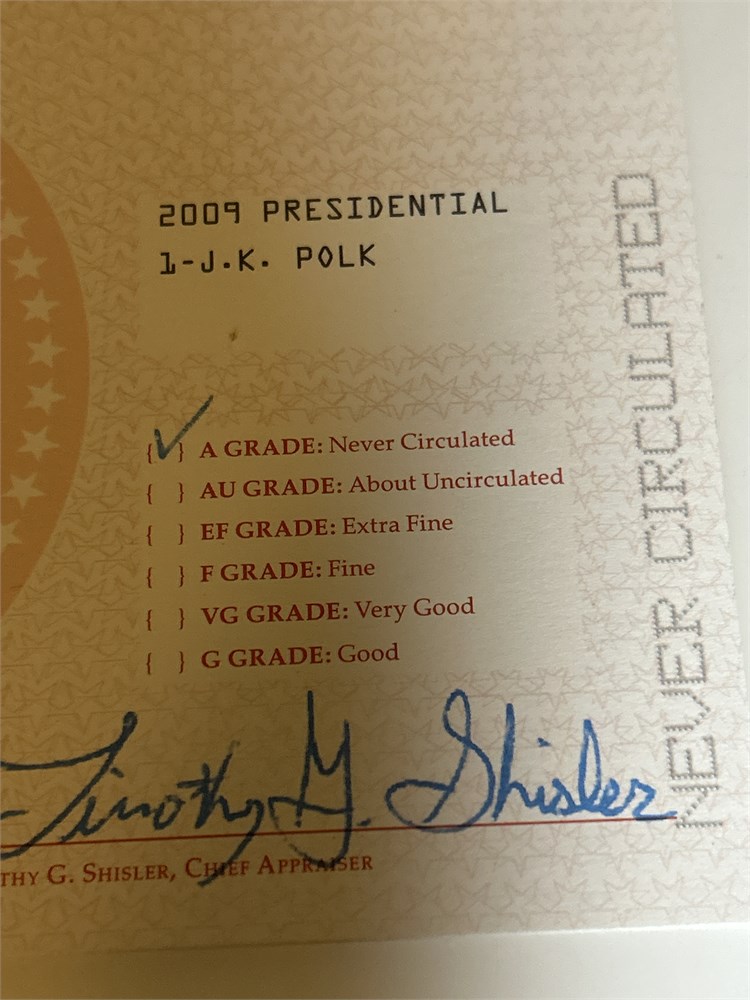 2009 PRESIDENTIAL
1-J.K. POLK
{✓} A GRADE: Never Circulated
{ } AU GRADE: About Uncirculated
{ } EF GRADE: Extra Fine
{ } F GRADE: Fine
{ } VG GRADE: Very Good
{ } G GRADE: Good
Timothy G. Shisler
THY G. SHISLER, CHIEF APPRAISER
NEVER CIRCULATED